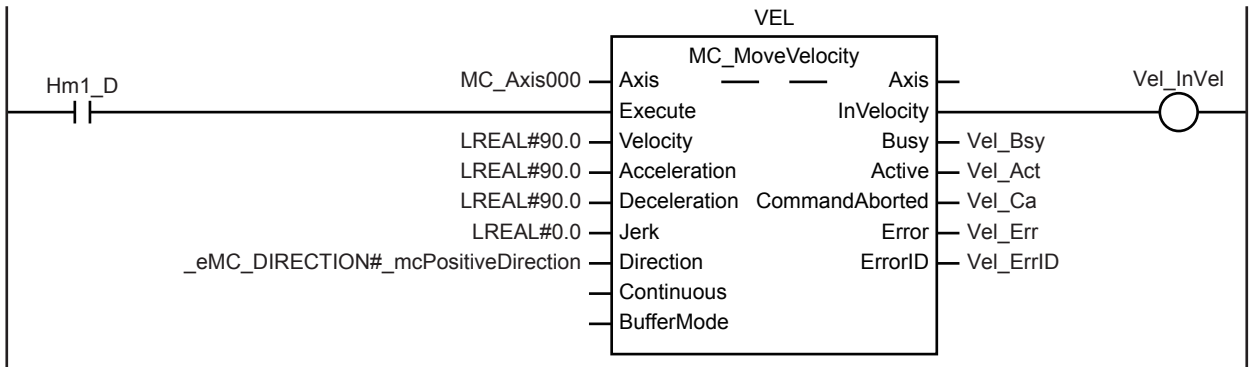 VEL
MC_MoveVelocity
MC_Axis000 Axis Axis
Hm1_D Vel_InVel
Execute InVelocity
LREAL#90.0 Velocity Busy Vel_Bsy
LREAL#90.0 Acceleration Active Vel_Act
LREAL#90.0 Deceleration CommandAborted Vel_Ca
LREAL#0.0 Jerk Error Vel_Err
_eMC_DIRECTION#_mcPositiveDirection Direction ErrorID Vel_ErrID
Continuous
BufferMode